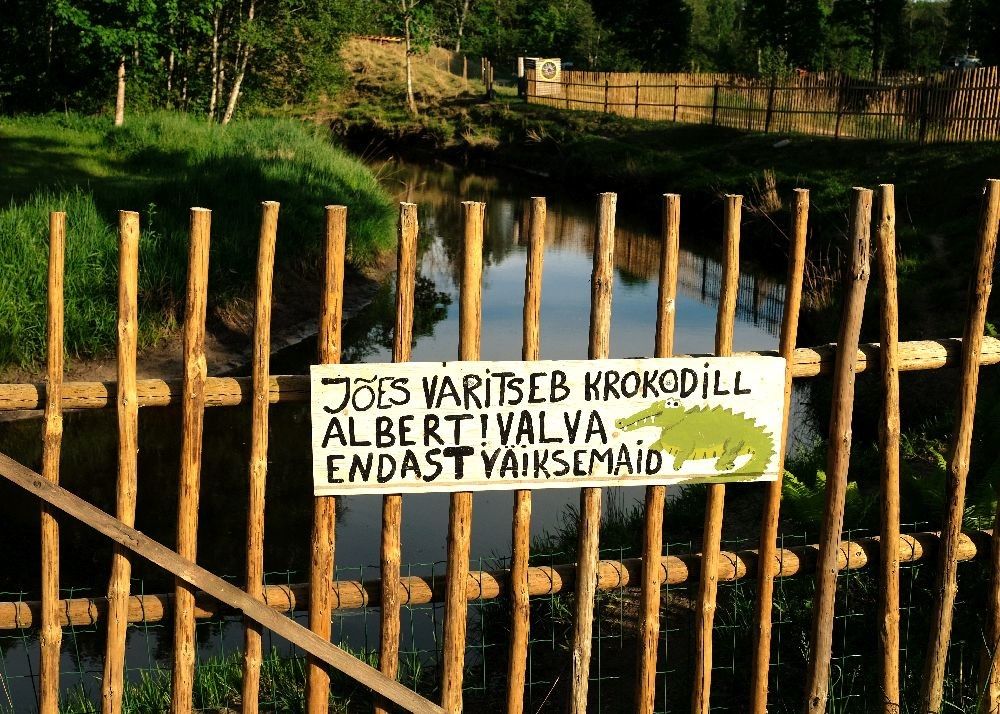 JÕES VARITSEB KROKODILL
ALBERT! VALVA
ENDAST VÄIKSEMAID